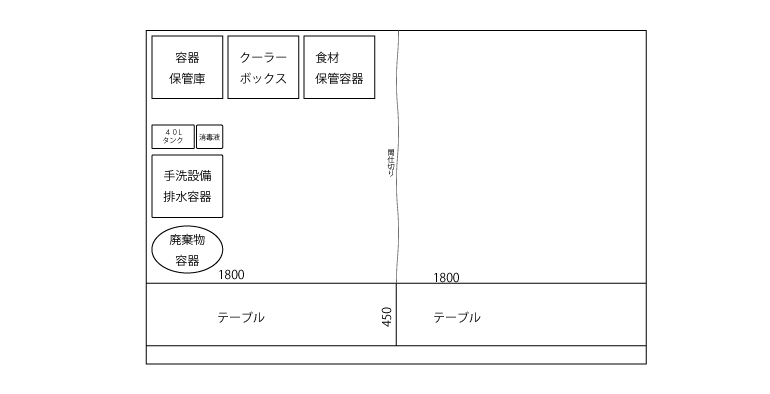 容器
保管庫
クーラー
ボックス
食材
保管容器
４０Ｌ
タンク
消毒液
間仕切り
手洗設備
排水容器
廃棄物
容器
1800
1800
テーブル
450
テーブル